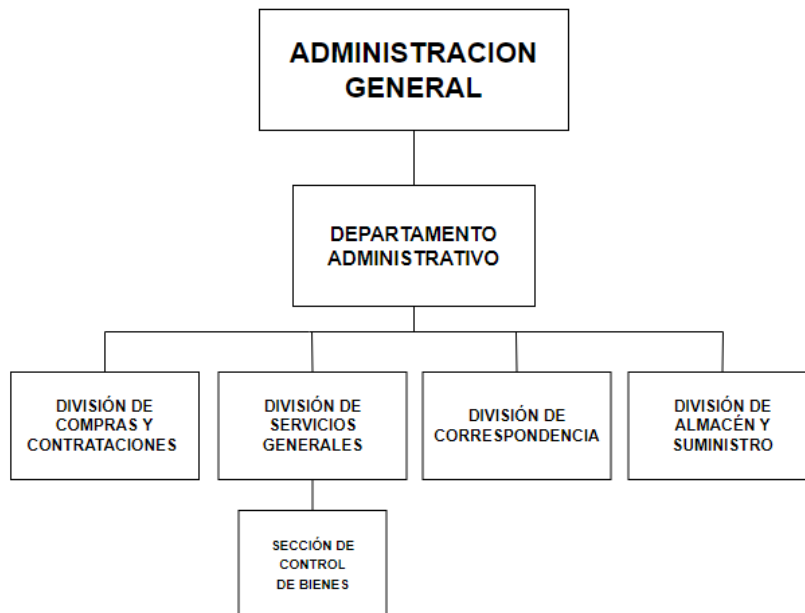 ADMINISTRACION
GENERAL
DEPARTAMENTO
ADMINISTRATIVO
DIVISIÓN DE
COMPRAS Y
CONTRATACIONES
DIVISIÓN DE
SERVICIOS
GENERALES
DIVISIÓN DE
CORRESPONDENCIA
DIVISIÓN DE
ALMACÉN Y
SUMINISTRO
SECCIÓN DE
CONTROL
DE BIENES